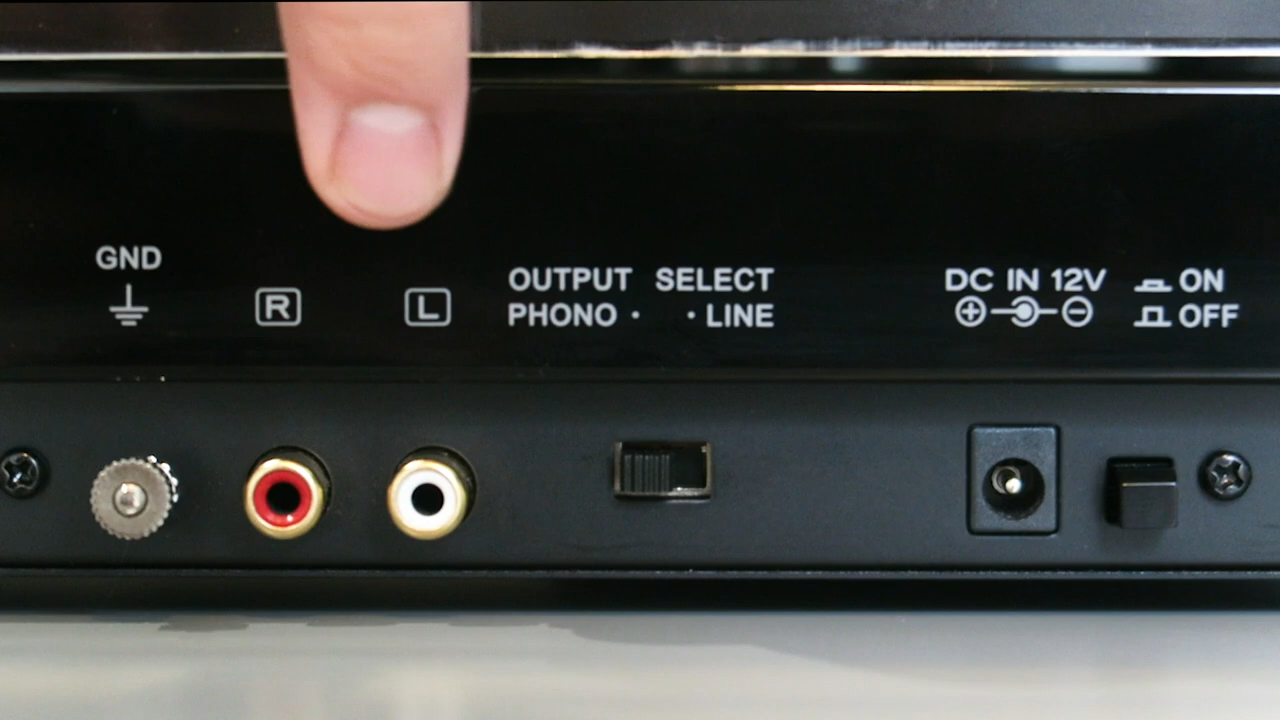 GND
R
L
OUTPUT SELECT
PHONO · · LINE
DC IN 12V
ON
OFF